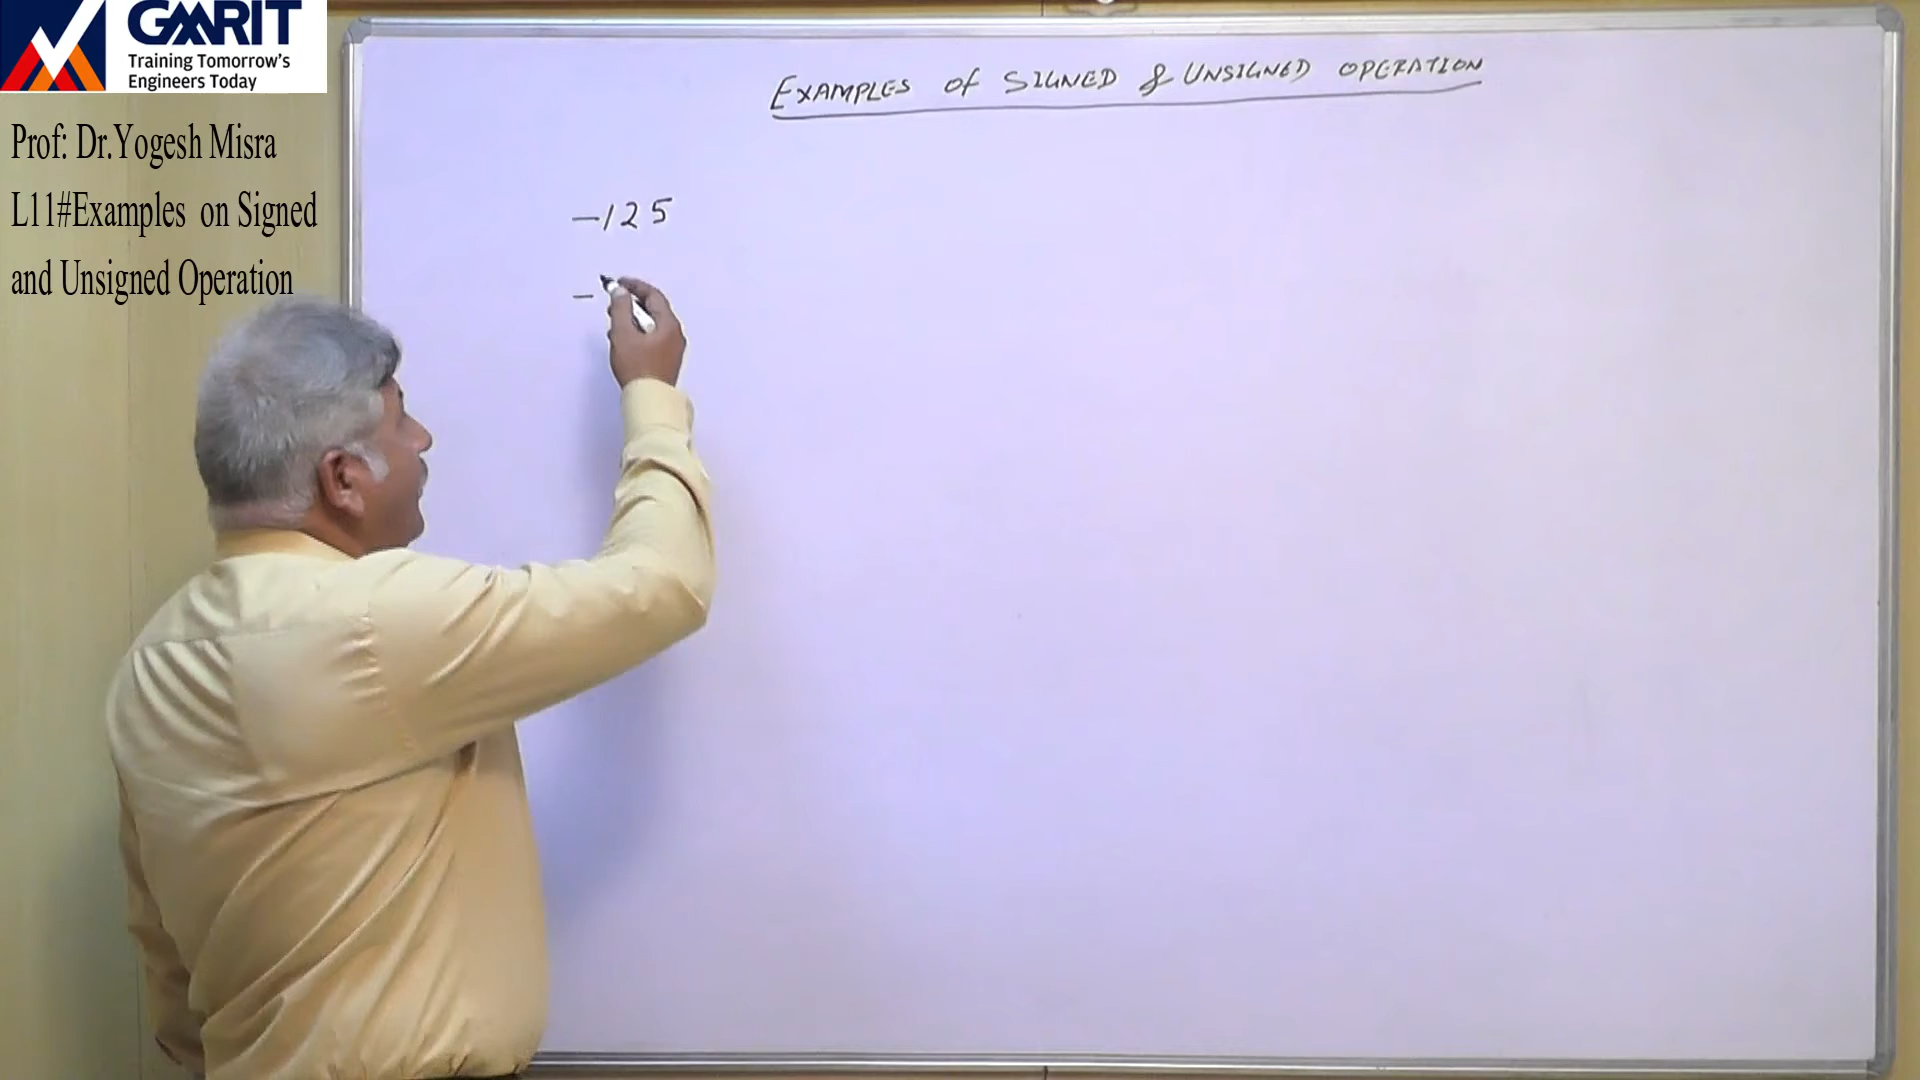 GMRIT
Training Tomorrow's
Engineers Today
Prof: Dr.Yogesh Misra
L11#Examples on Signed
and Unsigned Operation
EXAMPLES Of SIGNED & UNSIGNED OPERATION
-125
-